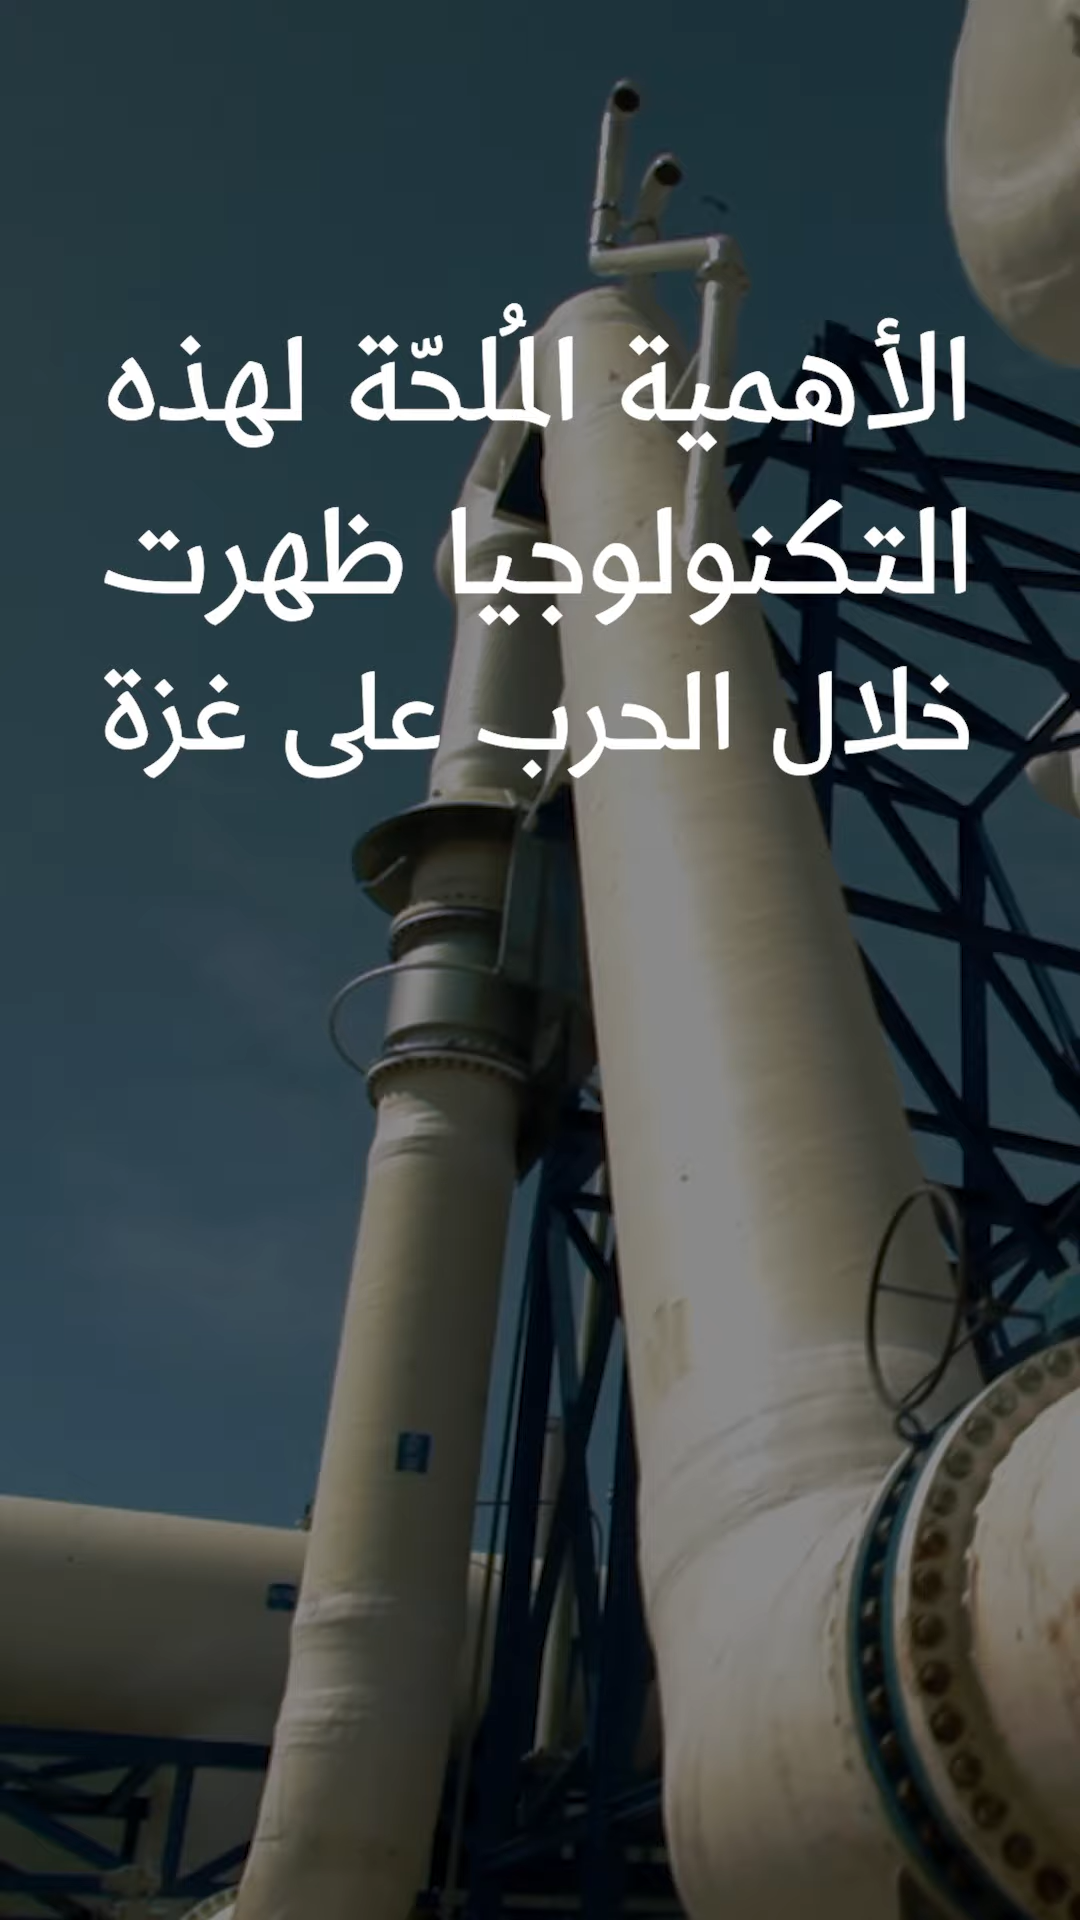 الأهمية المُلحّة لهذه
التكنولوجيا ظهرت
خلال الحرب على غزة